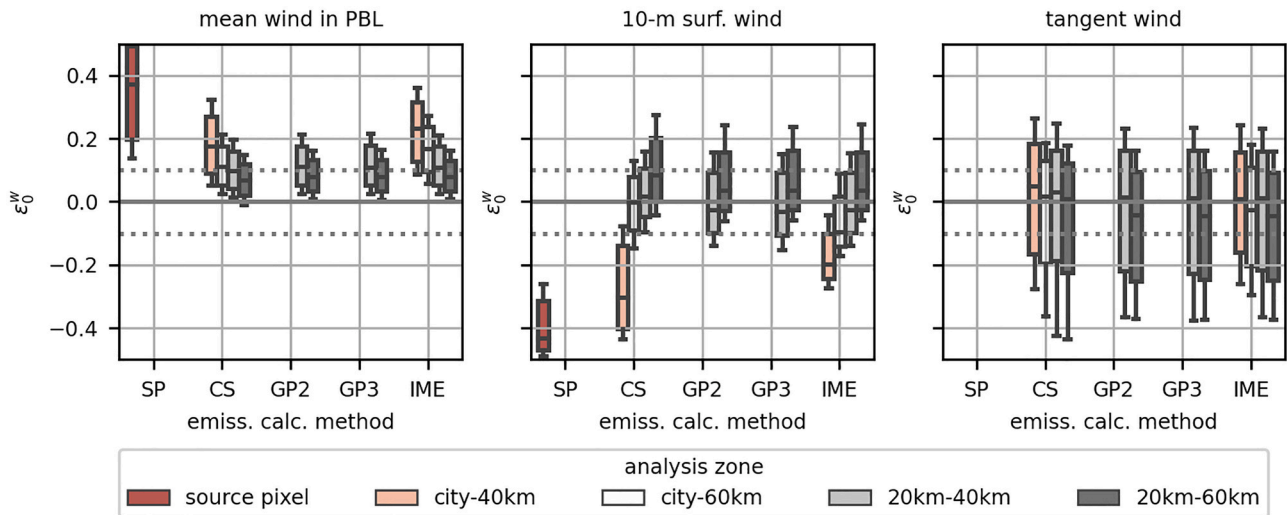 mean wind in PBL
10-m surf. wind
tangent wind
0.4
0.2
0.0
−0.2
−0.4
ε₀ʷ
ε₀ʷ
ε₀ʷ
SP CS GP2 GP3 IME
SP CS GP2 GP3 IME
SP CS GP2 GP3 IME
emiss. calc. method
emiss. calc. method
emiss. calc. method
analysis zone
source pixel city-40km city-60km 20km-40km 20km-60km